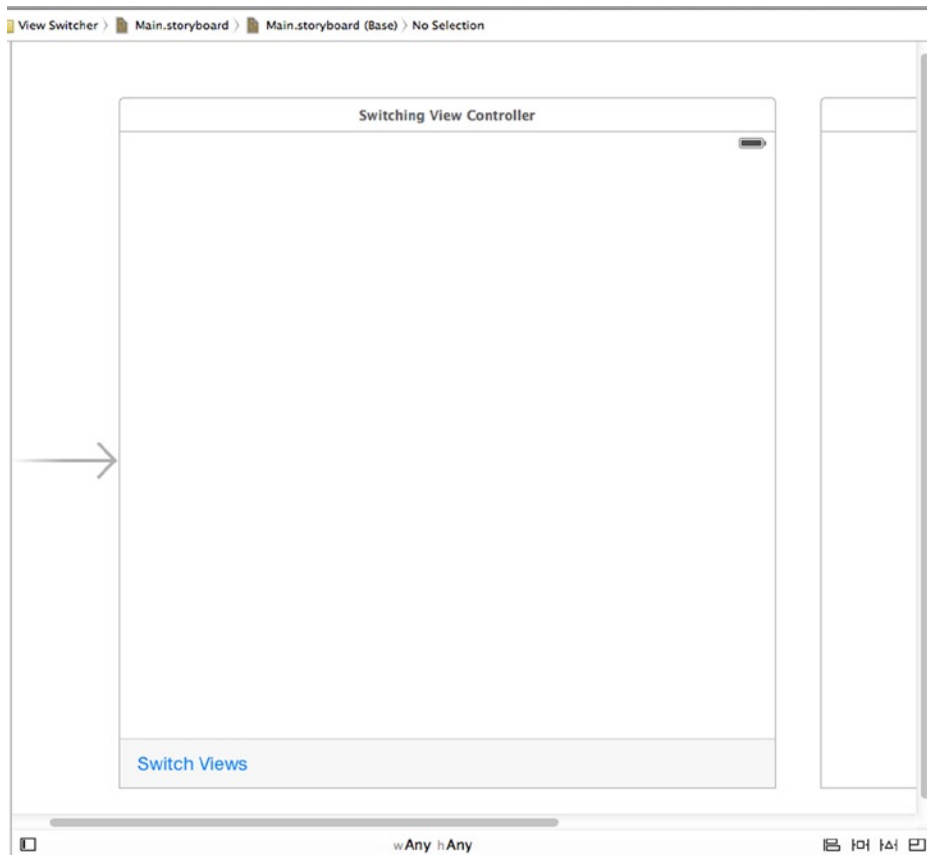 View Switcher 〉 Main.storyboard 〉 Main.storyboard (Base) 〉 No Selection
Switching View Controller
Switch Views
wAny hAny